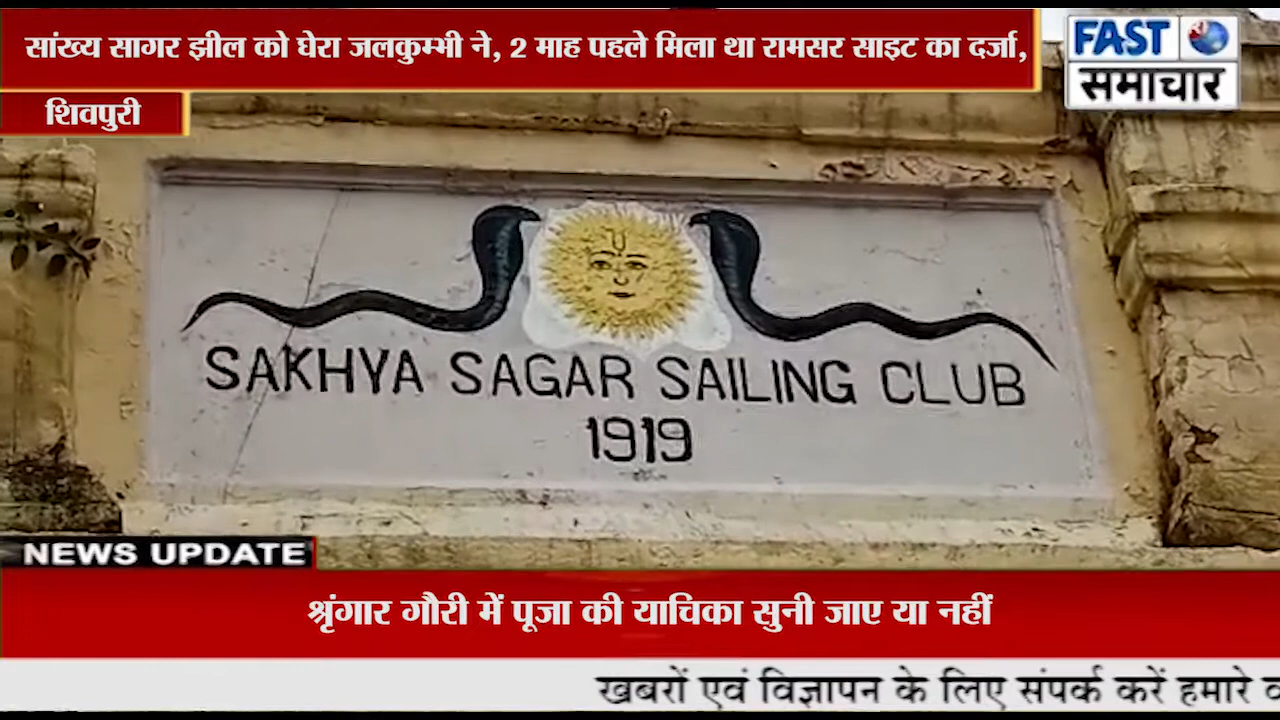 सांख्य सागर झील को घेरा जलकुम्भी ने, 2 माह पहले मिला था रामसर साइट का दर्जा,
FAST
समाचार
शिवपुरी
SAKHYA SAGAR SAILING CLUB
1919
NEWS UPDATE
श्रृंगार गौरी में पूजा की याचिका सुनी जाए या नहीं
खबरों एवं विज्ञापन के लिए संपर्क करें हमारे